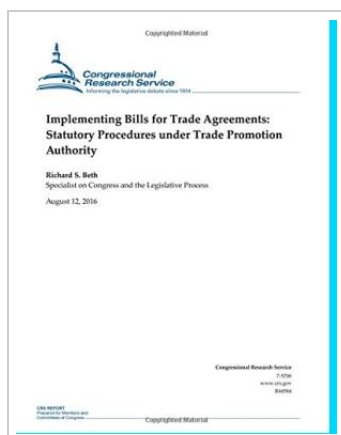 Copyrighted Material
Congressional
Research Service
Informing the legislative debate since 1914
Implementing Bills for Trade Agreements:
Statutory Procedures under Trade Promotion
Authority
Richard S. Beth
Specialist on Congress and the Legislative Process
August 12, 2016
Congressional Research Service
7-5700
www.crs.gov
R44584
CRS REPORT
Prepared for Members and
Committees of Congress
Copyrighted Material